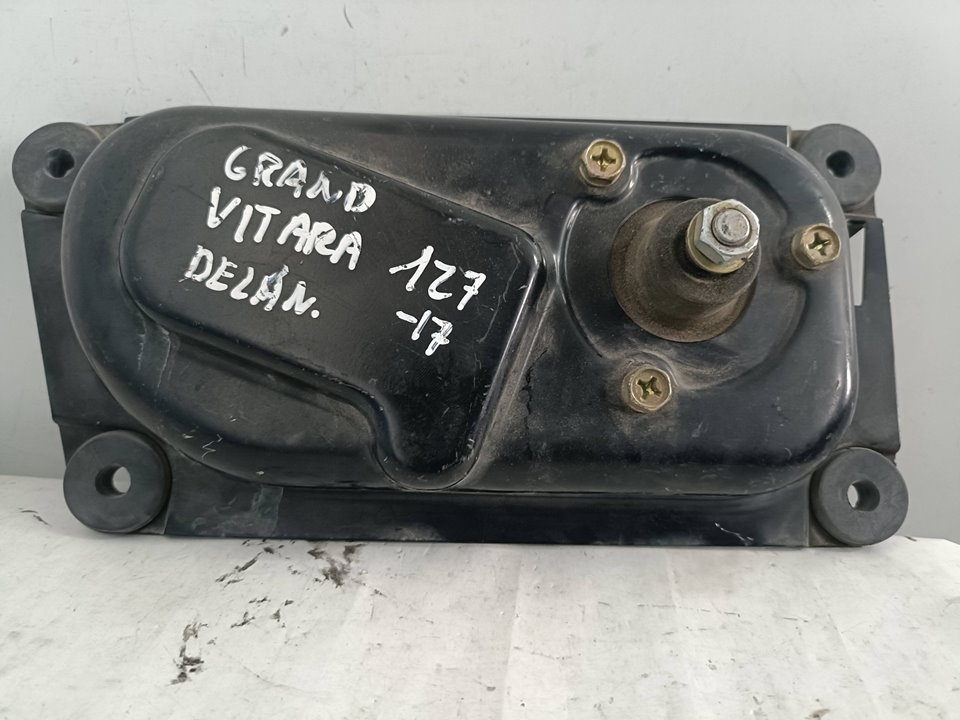 GRAND
VITARA
DELAN.
127
-17